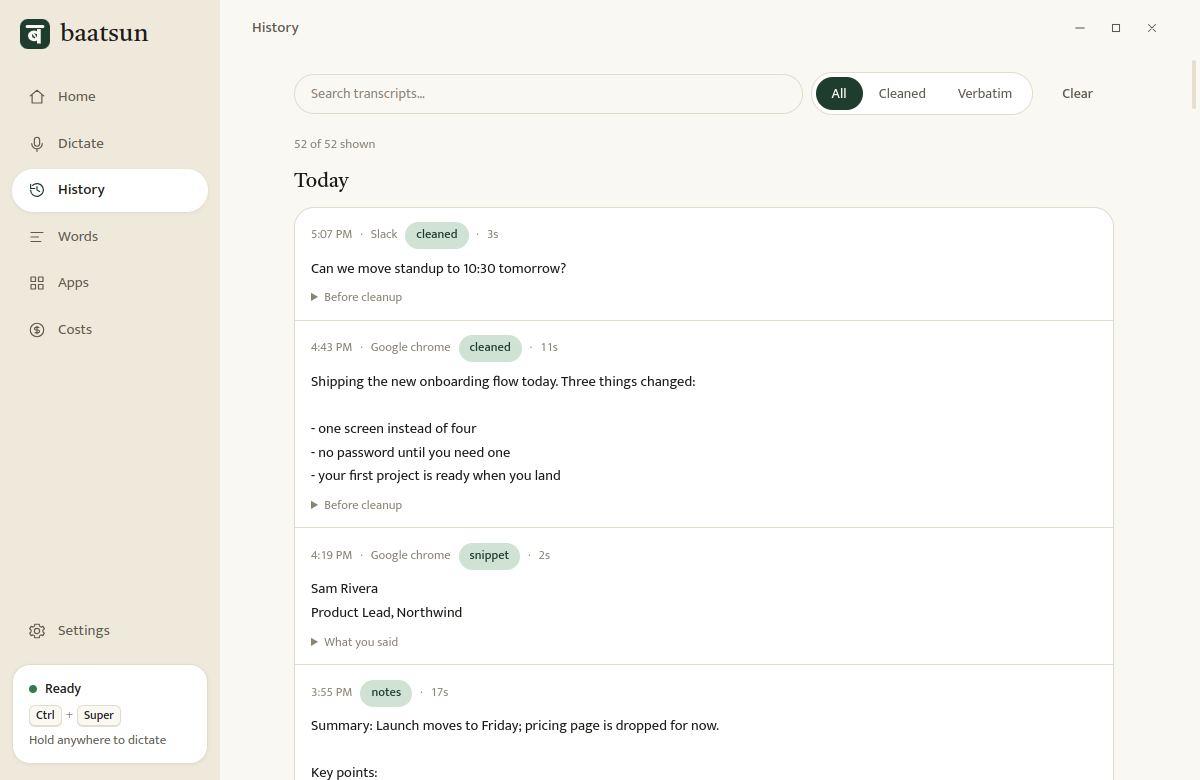 ब baatsun
History
Home
Dictate
History
Words
Apps
Costs
Settings
Ready
Ctrl + Super
Hold anywhere to dictate
Search transcripts...
All Cleaned Verbatim Clear
52 of 52 shown
Today
5:07 PM · Slack cleaned · 3s
Can we move standup to 10:30 tomorrow?
Before cleanup
4:43 PM · Google chrome cleaned · 11s
Shipping the new onboarding flow today. Three things changed:
- one screen instead of four
- no password until you need one
- your first project is ready when you land
Before cleanup
4:19 PM · Google chrome snippet · 2s
Sam Rivera
Product Lead, Northwind
What you said
3:55 PM notes · 17s
Summary: Launch moves to Friday; pricing page is dropped for now.
Key points: